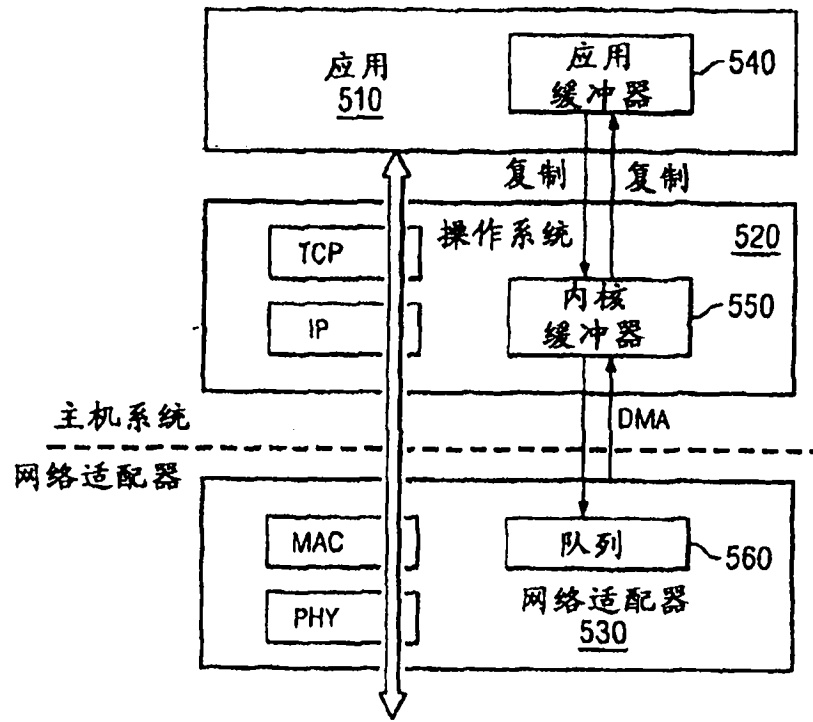 应用
510
应用
缓冲器
540
复制
复制
操作系统
520
TCP
IP
内核
缓冲器
550
主机系统
DMA
网络适配器
MAC
PHY
队列
560
网络适配器
530